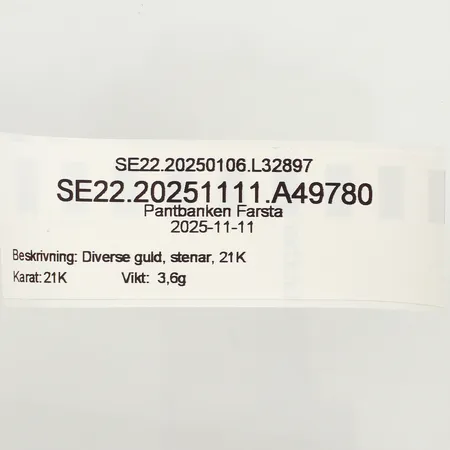 SE22.20250106.L32897
SE22.20251111.A49780
Pantbanken Farsta
2025-11-11
Beskrivning: Diverse guld, stenar, 21K
Karat:21K Vikt: 3,6g